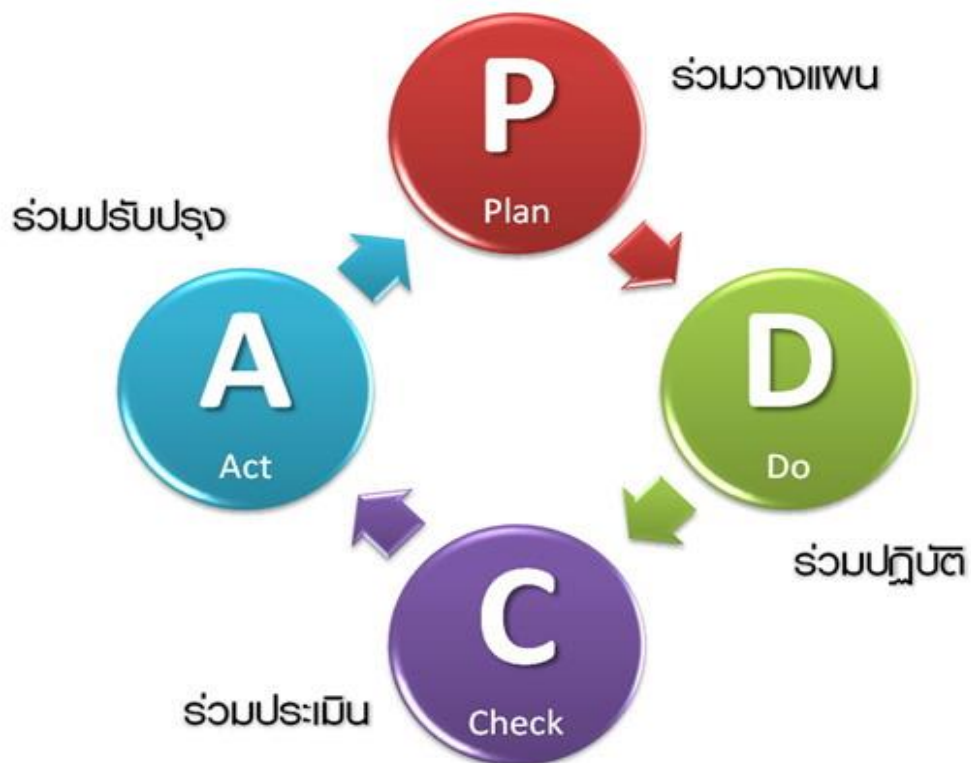 P
Plan
ร่วมวางแผน
D
Do
ร่วมปฏิบัติ
C
Check
ร่วมประเมิน
A
Act
ร่วมปรับปรุง